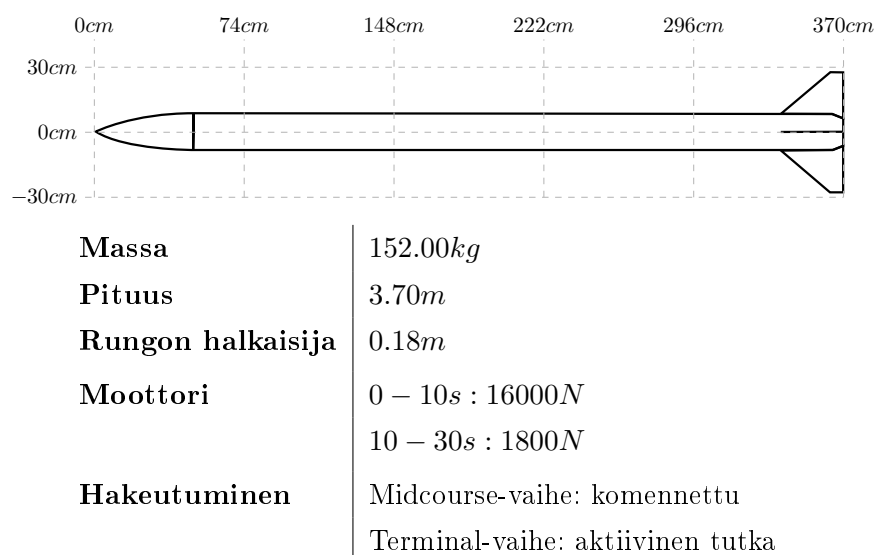 0cm 74cm 148cm 222cm 296cm 370cm
30cm
0cm
−30cm
Massa 152.00kg
Pituus 3.70m
Rungon halkaisija 0.18m
Moottori 0 − 10s : 16000N
10 − 30s : 1800N
Hakeutuminen Midcourse-vaihe: komennettu
Terminal-vaihe: aktiivinen tutka